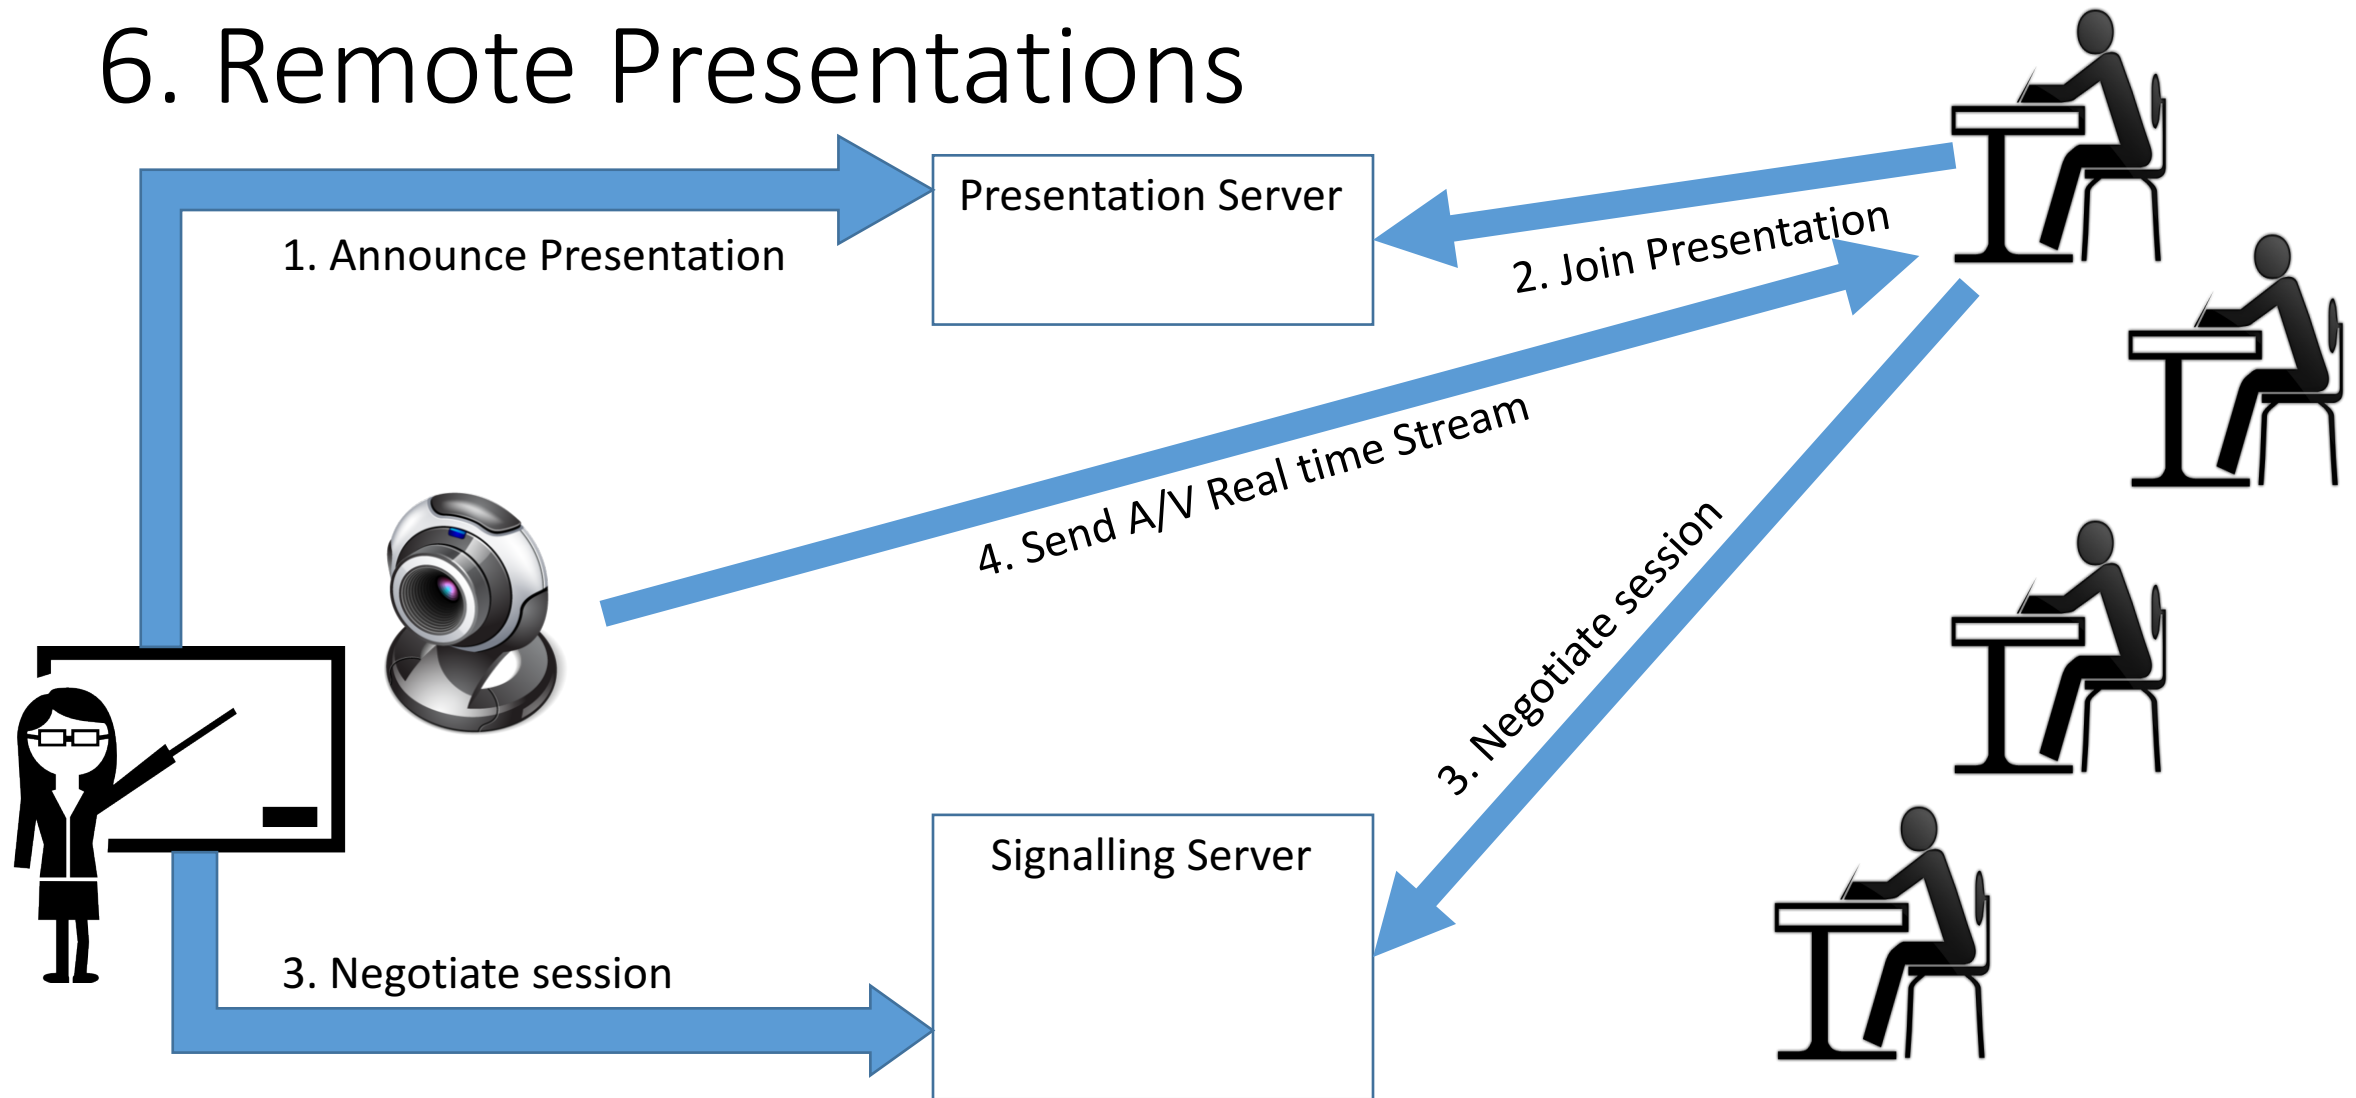 6. Remote Presentations
Presentation Server
1. Announce Presentation
2. Join Presentation
4. Send A/V Real time Stream
3. Negotiate session
Signalling Server
3. Negotiate session